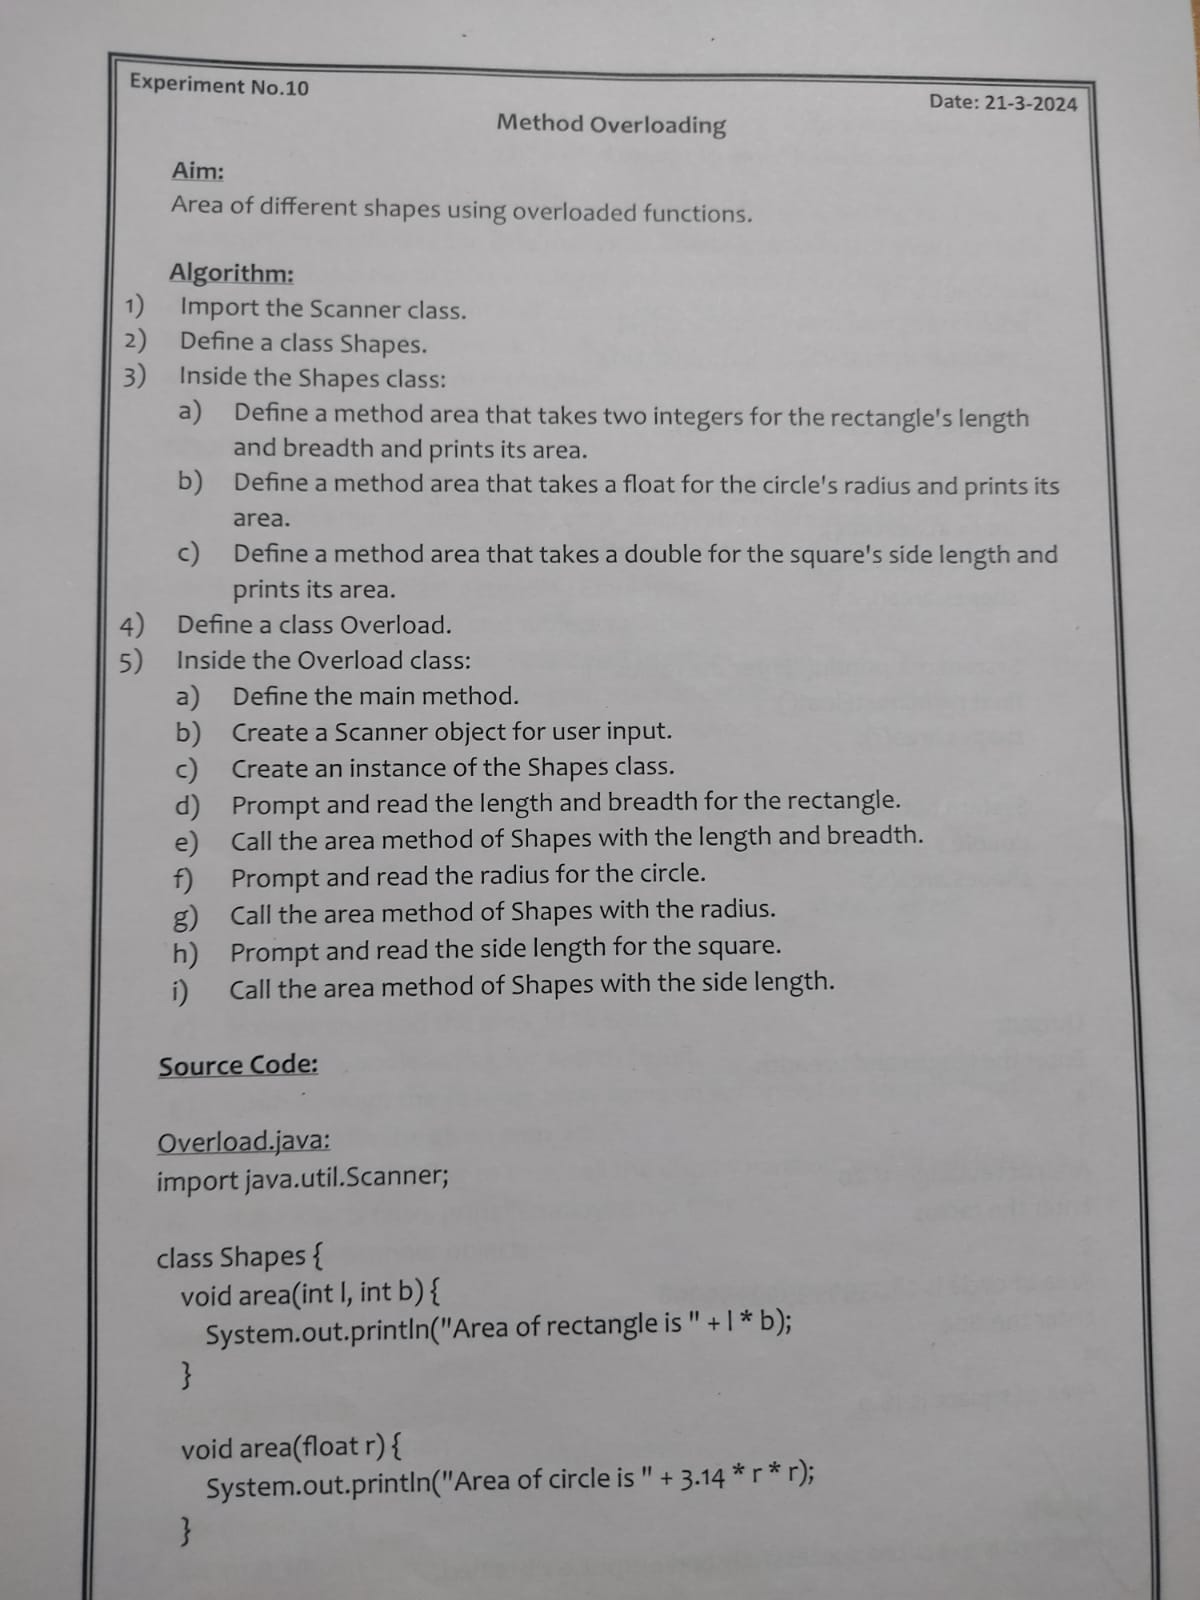 Experiment No.10
Date: 21-3-2024
Method Overloading
Aim:
Area of different shapes using overloaded functions.
Algorithm:
1) Import the Scanner class.
2) Define a class Shapes.
3) Inside the Shapes class:
a) Define a method area that takes two integers for the rectangle's length
and breadth and prints its area.
b) Define a method area that takes a float for the circle's radius and prints its
area.
c) Define a method area that takes a double for the square's side length and
prints its area.
4) Define a class Overload.
5) Inside the Overload class:
a) Define the main method.
b) Create a Scanner object for user input.
c) Create an instance of the Shapes class.
d) Prompt and read the length and breadth for the rectangle.
e) Call the area method of Shapes with the length and breadth.
f) Prompt and read the radius for the circle.
g) Call the area method of Shapes with the radius.
h) Prompt and read the side length for the square.
i) Call the area method of Shapes with the side length.
Source Code:
Overload.java:
import java.util.Scanner;
class Shapes {
void area(int l, int b) {
System.out.println("Area of rectangle is " + l * b);
}
void area(float r) {
System.out.println("Area of circle is " + 3.14 * r * r);
}